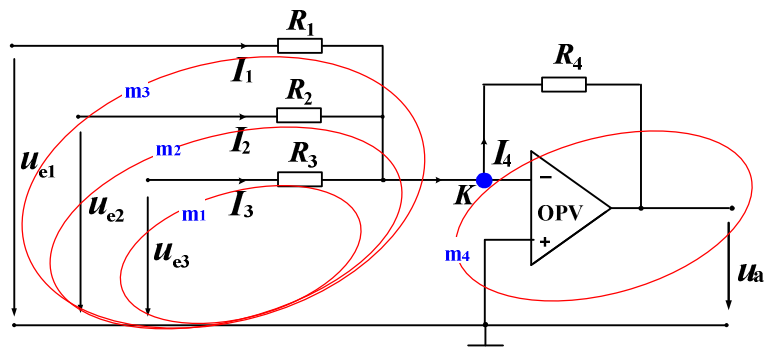 R1
I1
m3
R2
R4
I2
m2
ue1
R3
I4
ue2
I3
m1
K
−
OPV
+
ue3
m4
ua